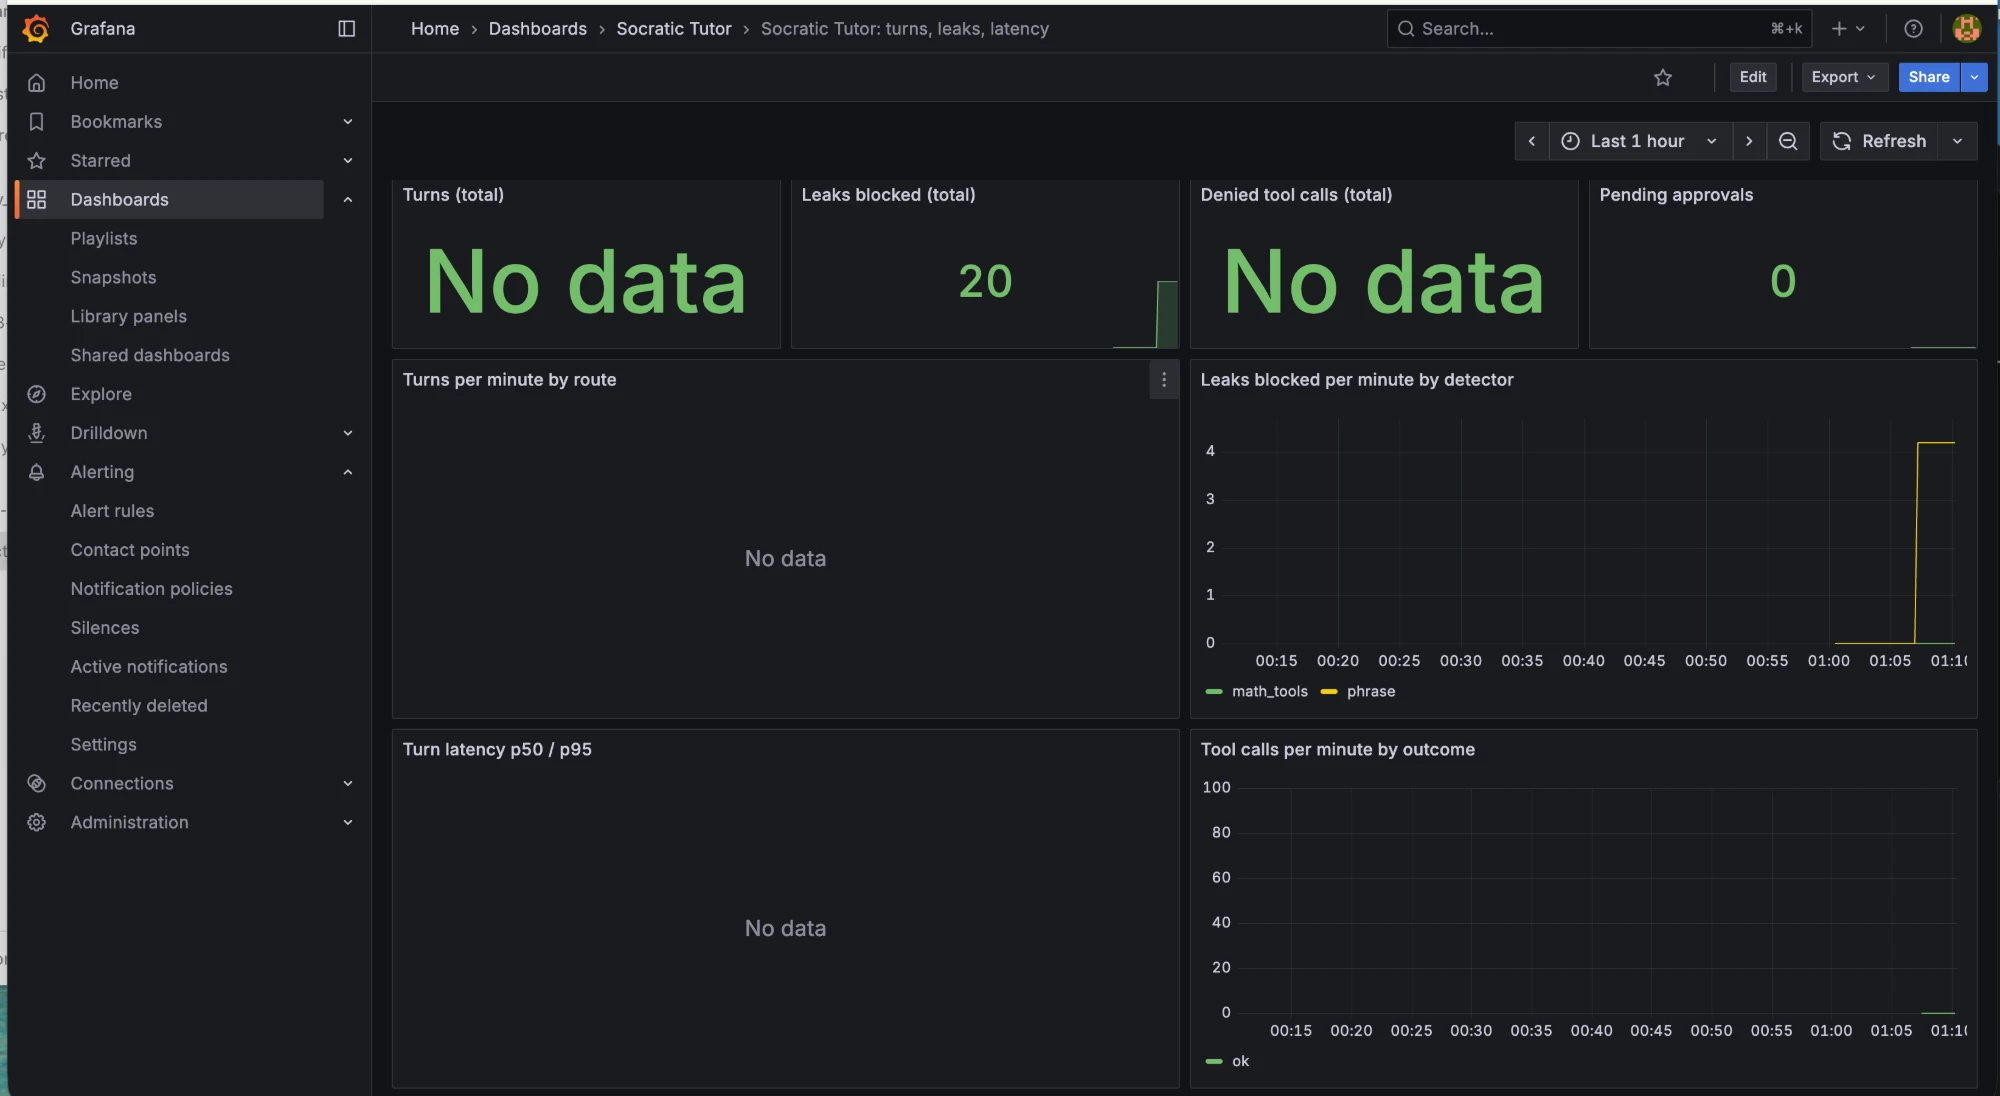 Grafana
Home › Dashboards › Socratic Tutor › Socratic Tutor: turns, leaks, latency
Search...
⌘+k
Edit
Export
Share
Home
Bookmarks
Starred
Dashboards
Playlists
Snapshots
Library panels
Shared dashboards
Explore
Drilldown
Alerting
Alert rules
Contact points
Notification policies
Silences
Active notifications
Recently deleted
Settings
Connections
Administration
Last 1 hour
Refresh
Turns (total)
No data
Leaks blocked (total)
20
Denied tool calls (total)
No data
Pending approvals
0
Turns per minute by route
No data
Leaks blocked per minute by detector
4
3
2
1
0
00:15 00:20 00:25 00:30 00:35 00:40 00:45 00:50 00:55 01:00 01:05
math_tools phrase
Turn latency p50 / p95
No data
Tool calls per minute by outcome
100
80
60
40
20
0
00:15 00:20 00:25 00:30 00:35 00:40 00:45 00:50 00:55 01:00 01:05
ok